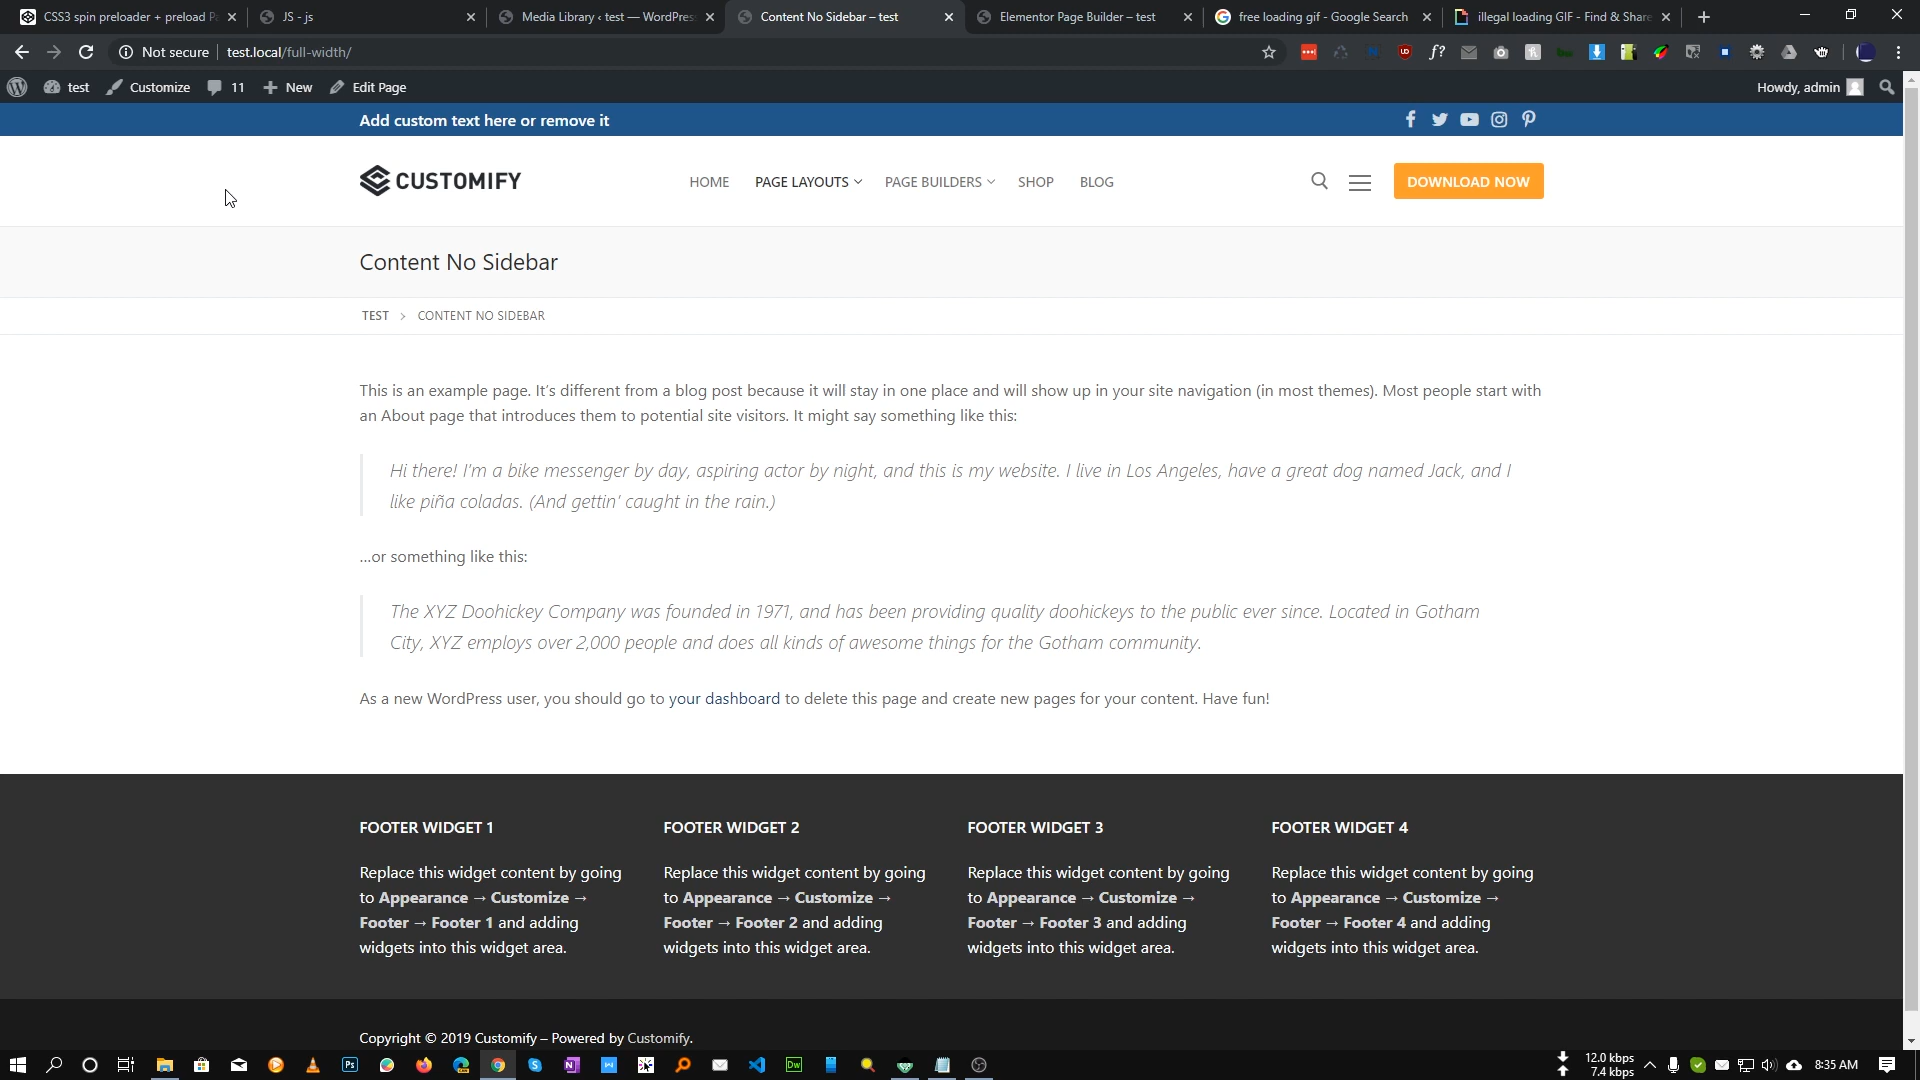 CSS3 spin preloader + preload Pa
JS - js
Media Library ‹ test — WordPress
Content No Sidebar – test
Elementor Page Builder – test
free loading gif - Google Search
illegal loading GIF - Find & Share
Not secure
test.local/full-width/
test
Customize
11
New
Edit Page
Howdy, admin
Add custom text here or remove it
CUSTOMIFY
HOME
PAGE LAYOUTS
PAGE BUILDERS
SHOP
BLOG
DOWNLOAD NOW
Content No Sidebar
TEST > CONTENT NO SIDEBAR
This is an example page. It’s different from a blog post because it will stay in one place and will show up in your site navigation (in most themes). Most people start with
an About page that introduces them to potential site visitors. It might say something like this:
Hi there! I'm a bike messenger by day, aspiring actor by night, and this is my website. I live in Los Angeles, have a great dog named Jack, and I
like piña coladas. (And gettin' caught in the rain.)
…or something like this:
The XYZ Doohickey Company was founded in 1971, and has been providing quality doohickeys to the public ever since. Located in Gotham
City, XYZ employs over 2,000 people and does all kinds of awesome things for the Gotham community.
As a new WordPress user, you should go to your dashboard to delete this page and create new pages for your content. Have fun!
FOOTER WIDGET 1
Replace this widget content by going
to Appearance → Customize →
Footer → Footer 1 and adding
widgets into this widget area.
FOOTER WIDGET 2
Replace this widget content by going
to Appearance → Customize →
Footer → Footer 2 and adding
widgets into this widget area.
FOOTER WIDGET 3
Replace this widget content by going
to Appearance → Customize →
Footer → Footer 3 and adding
widgets into this widget area.
FOOTER WIDGET 4
Replace this widget content by going
to Appearance → Customize →
Footer → Footer 4 and adding
widgets into this widget area.
Copyright © 2019 Customify – Powered by Customify.
12.0 kbps
7.4 kbps
8:35 AM